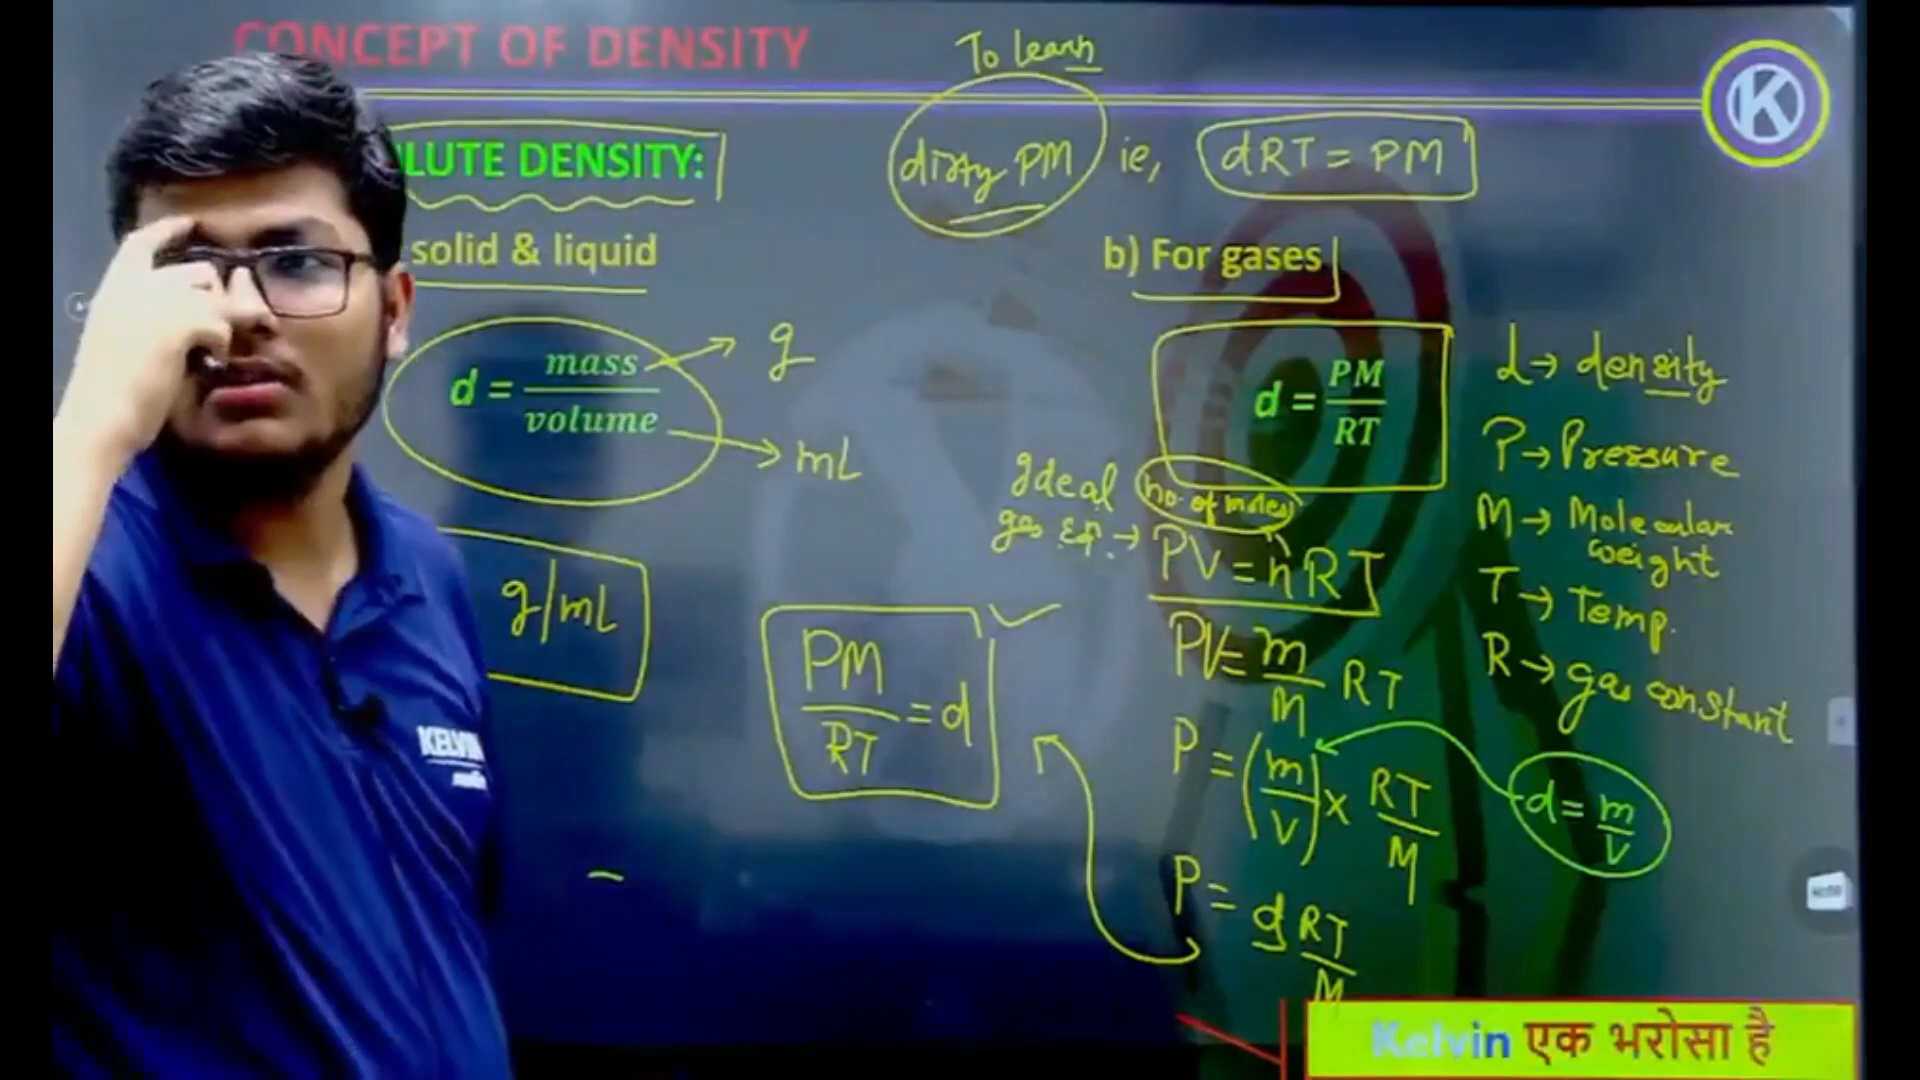 CONCEPT OF DENSITY
To learn
K
LUTE DENSITY:
dirty PM ie, dRT = PM
solid & liquid
b) For gases
d = mass / volume
g
mL
g/mL
d = PM / RT
d → density
P → Pressure
M → Molecular weight
T → Temp.
R → gas constant
Ideal gas Eqn. →
no. of moles
PV = nRT
PV = m/M RT
P = (m/V) × RT/M
d = m/V
P = d RT/M
PM/RT = d
KELVIN
Kelvin एक भरोसा है